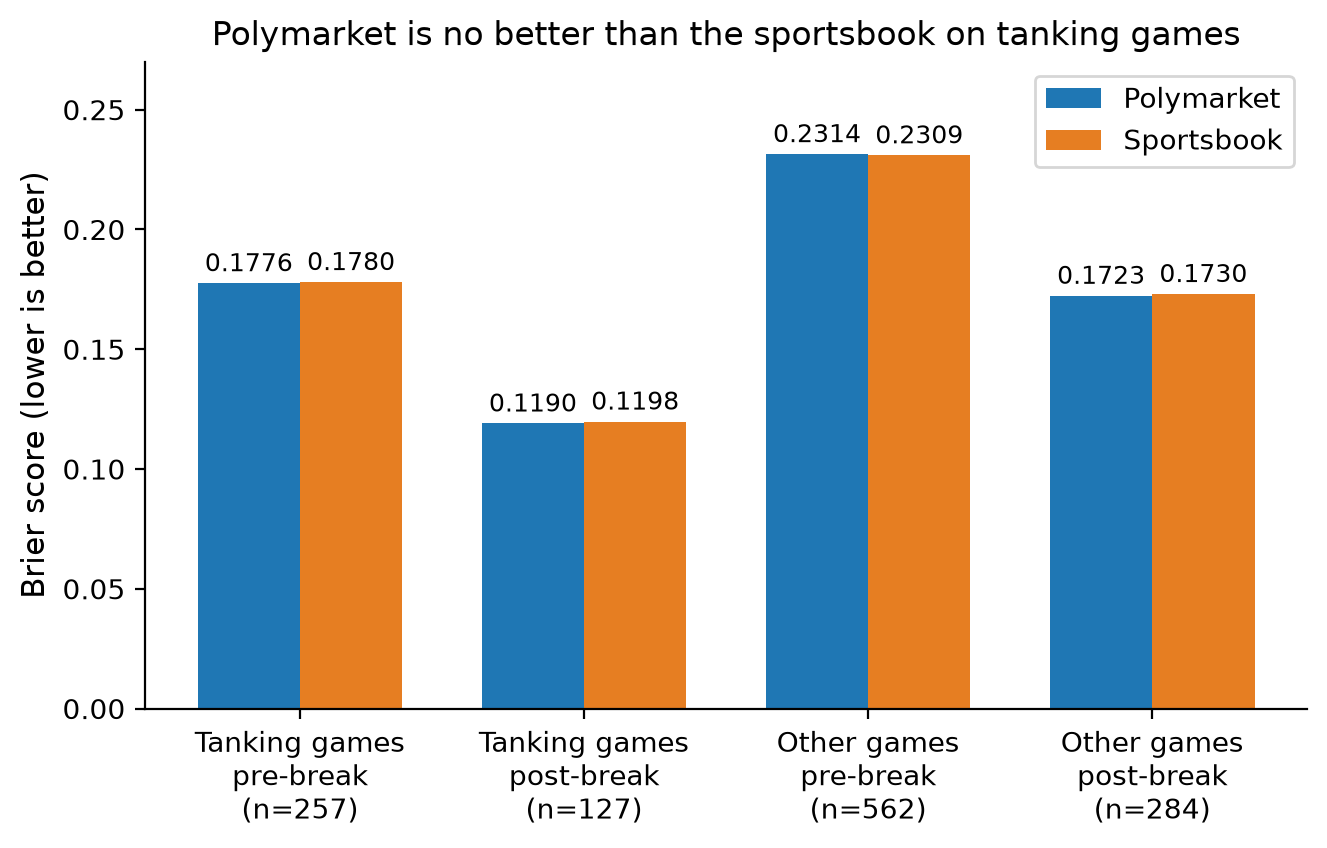 Polymarket is no better than the sportsbook on tanking games
Polymarket
Sportsbook
Brier score (lower is better)
0.25
0.20
0.15
0.10
0.05
0.00
0.1776 0.1780
0.1190 0.1198
0.2314 0.2309
0.1723 0.1730
Tanking games
pre-break
(n=257)
Tanking games
post-break
(n=127)
Other games
pre-break
(n=562)
Other games
post-break
(n=284)